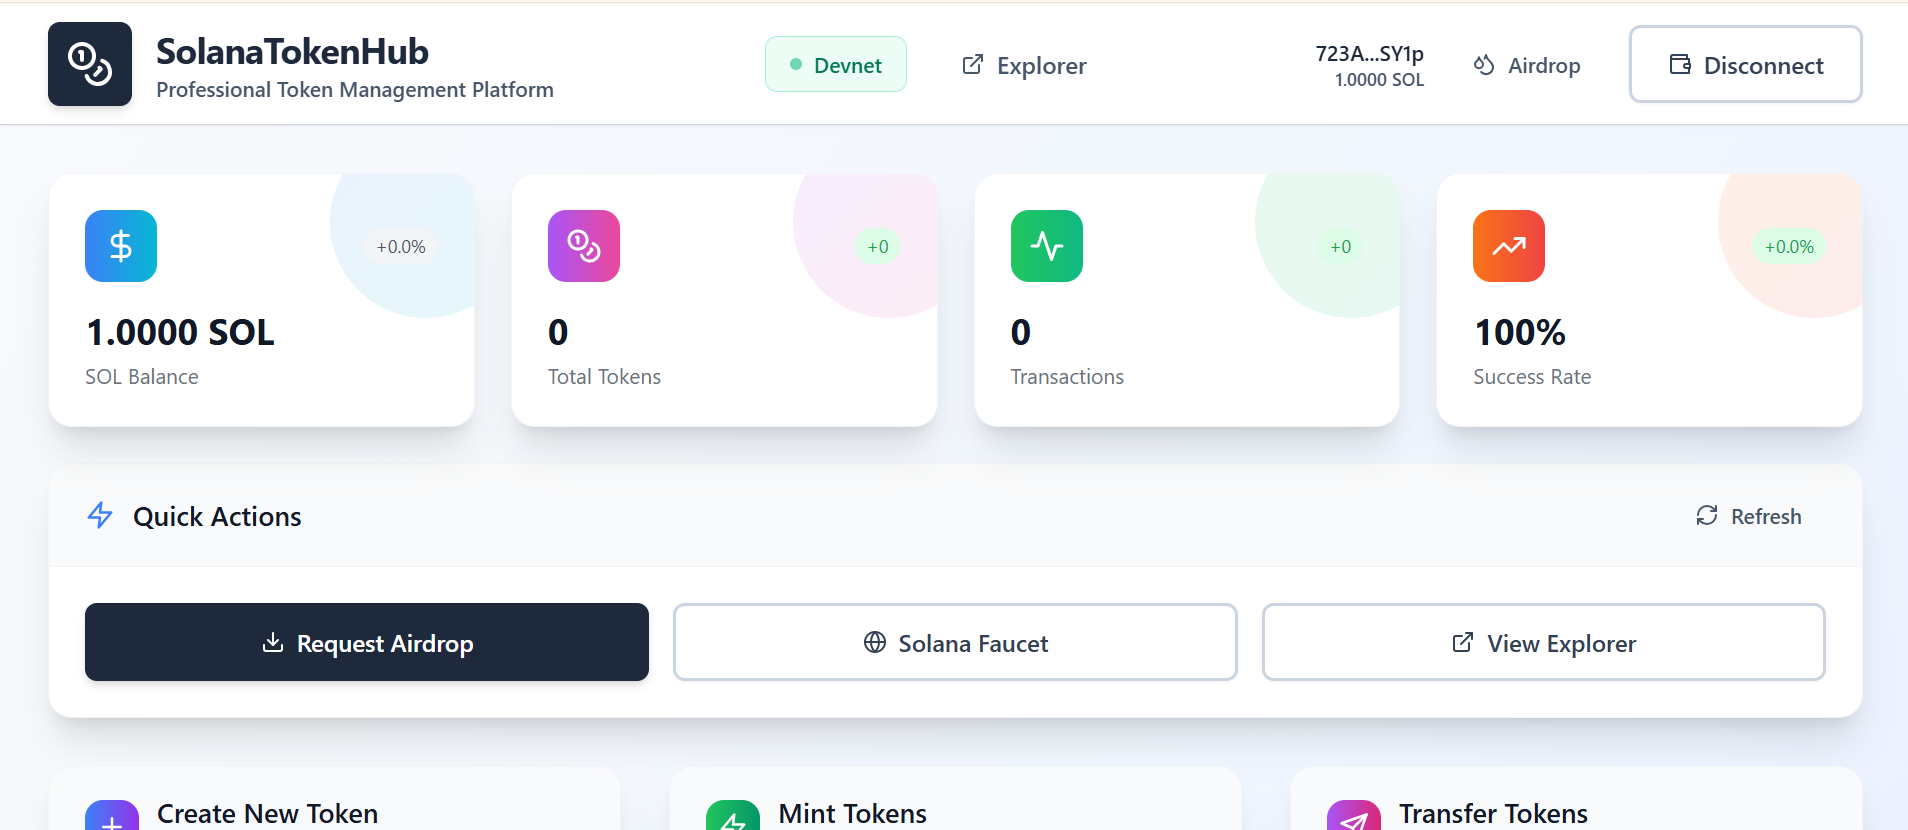 SolanaTokenHub
Professional Token Management Platform
Devnet
Explorer
723A...SY1p
1.0000 SOL
Airdrop
Disconnect
+0.0%
1.0000 SOL
SOL Balance
+0
0
Total Tokens
+0
0
Transactions
+0.0%
100%
Success Rate
Quick Actions
Refresh
Request Airdrop
Solana Faucet
View Explorer
Create New Token
Mint Tokens
Transfer Tokens